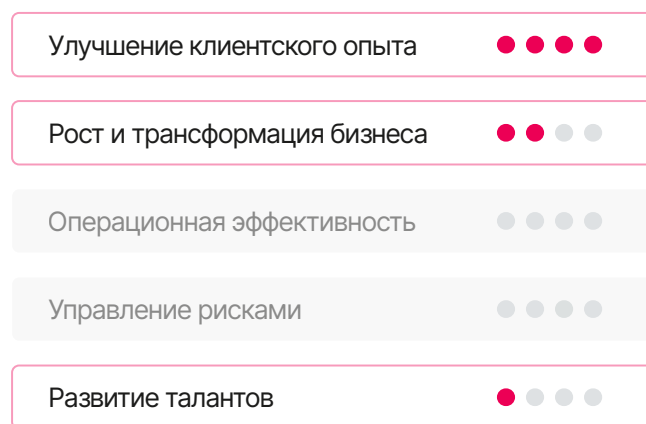 Улучшение клиентского опыта
Рост и трансформация бизнеса
Операционная эффективность
Управление рисками
Развитие талантов